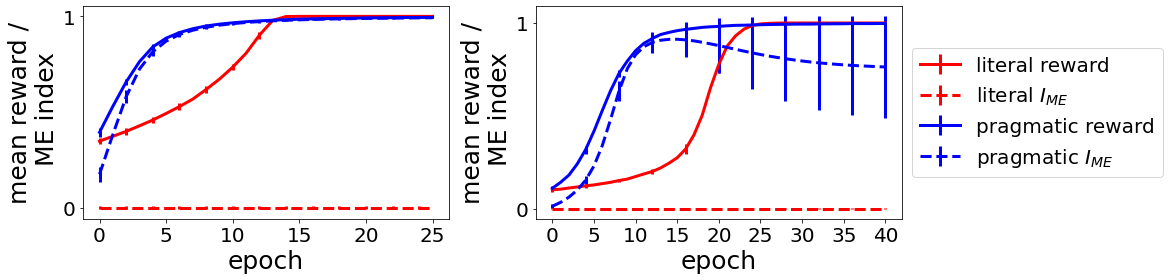 mean reward /
ME index
1
0
0
5
10
15
20
25
epoch
mean reward /
ME index
1
0
0
5
10
15
20
25
30
35
40
epoch
literal reward
literal I_ME
pragmatic reward
pragmatic I_ME